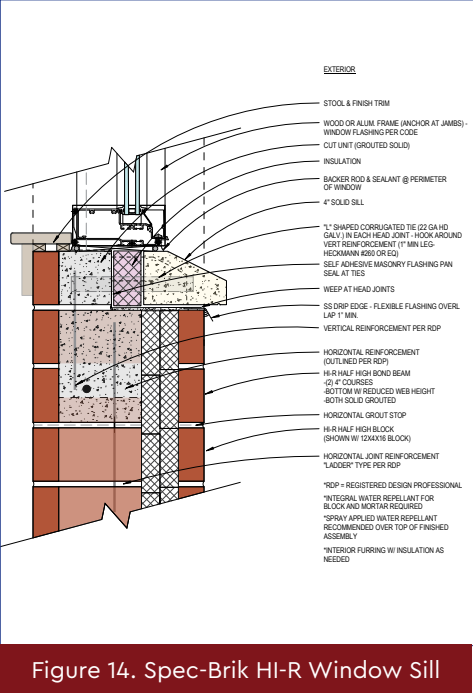 EXTERIOR
STOOL & FINISH TRIM
WOOD OR ALUM. FRAME (ANCHOR AT JAMBS) -
WINDOW FLASHING PER CODE
CUT UNIT (GROUTED SOLID)
INSULATION
BACKER ROD & SEALANT @ PERIMETER
OF WINDOW
4" SOLID SILL
"L" SHAPED CORRUGATED TIE (22 GA HD
GALV.) IN EACH HEAD JOINT - HOOK AROUND
VERT REINFORCEMENT (1" MIN LEG-
HECKMANN #260 OR EQ)
SELF ADHESIVE MASONRY FLASHING PAN
SEAL AT TIES
WEEP AT HEAD JOINTS
SS DRIP EDGE - FLEXIBLE FLASHING OVERL
LAP 1" MIN.
VERTICAL REINFORCEMENT PER RDP
HORIZONTAL REINFORCEMENT
(OUTLINED PER RDP)
HI-R HALF HIGH BOND BEAM
-(2) 4" COURSES
-BOTTOM W/ REDUCED WEB HEIGHT
-BOTH SOLID GROUTED
HORIZONTAL GROUT STOP
HI-R HALF HIGH BLOCK
(SHOWN W/ 12X4X16 BLOCK)
HORIZONTAL JOINT REINFORCEMENT
"LADDER" TYPE PER RDP
*RDP = REGISTERED DESIGN PROFESSIONAL
*INTEGRAL WATER REPELLANT FOR
BLOCK AND MORTAR REQUIRED
*SPRAY APPLIED WATER REPELLANT
RECOMMENDED OVER TOP OF FINISHED
ASSEMBLY
*INTERIOR FURRING W/ INSULATION AS
NEEDED
Figure 14. Spec-Brik HI-R Window Sill